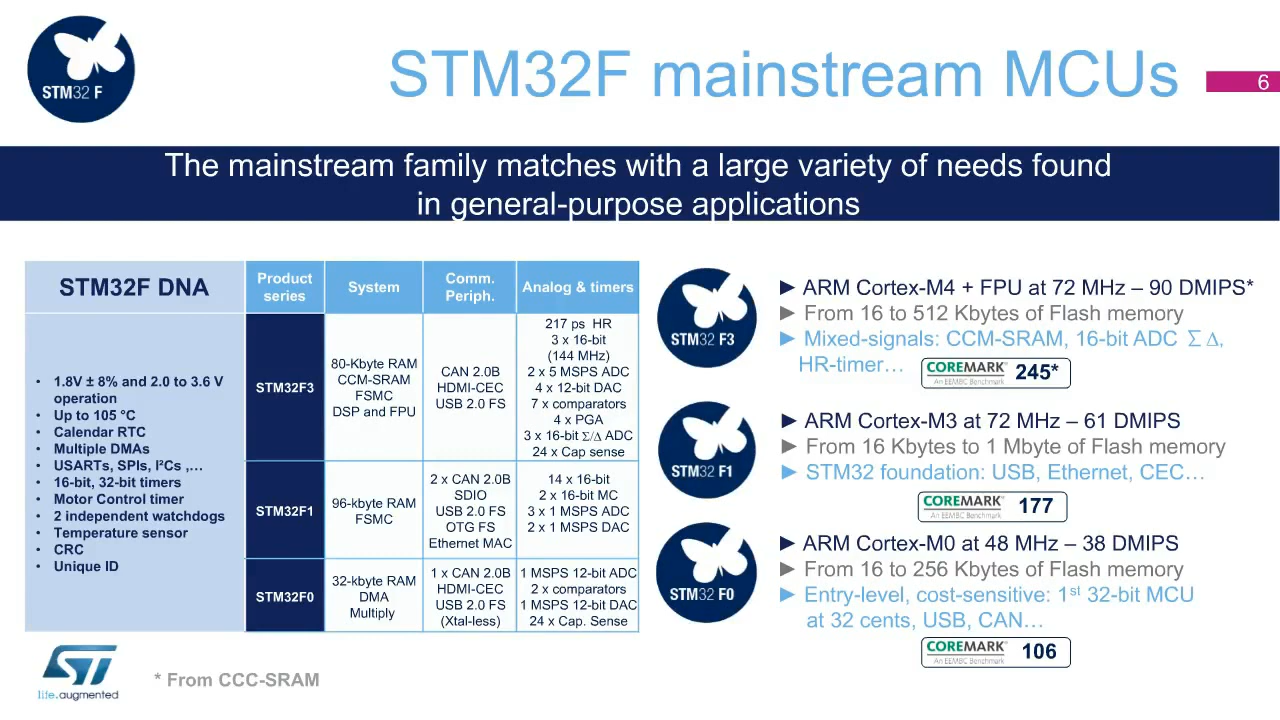 STM32 F
STM32F mainstream MCUs
6
The mainstream family matches with a large variety of needs found
in general-purpose applications
STM32F DNA
Product
series
System
Comm.
Periph.
Analog & timers
• 1.8V ± 8% and 2.0 to 3.6 V
operation
• Up to 105 °C
• Calendar RTC
• Multiple DMAs
• USARTs, SPIs, I²Cs ,…
• 16-bit, 32-bit timers
• Motor Control timer
• 2 independent watchdogs
• Temperature sensor
• CRC
• Unique ID
STM32F3
80-Kbyte RAM
CCM-SRAM
FSMC
DSP and FPU
CAN 2.0B
HDMI-CEC
USB 2.0 FS
217 ps HR
3 x 16-bit
(144 MHz)
2 x 5 MSPS ADC
4 x 12-bit DAC
7 x comparators
4 x PGA
3 x 16-bit Σ/Δ ADC
24 x Cap sense
STM32F1
96-kbyte RAM
FSMC
2 x CAN 2.0B
SDIO
USB 2.0 FS
OTG FS
Ethernet MAC
14 x 16-bit
2 x 16-bit MC
3 x 1 MSPS ADC
2 x 1 MSPS DAC
STM32F0
32-kbyte RAM
DMA
Multiply
1 x CAN 2.0B
HDMI-CEC
USB 2.0 FS
(Xtal-less)
1 MSPS 12-bit ADC
2 x comparators
1 MSPS 12-bit DAC
24 x Cap. Sense
STM32 F3
► ARM Cortex-M4 + FPU at 72 MHz – 90 DMIPS*
► From 16 to 512 Kbytes of Flash memory
► Mixed-signals: CCM-SRAM, 16-bit ADC Σ Δ,
HR-timer…
COREMARK® 245*
An EEMBC Benchmark
STM32 F1
► ARM Cortex-M3 at 72 MHz – 61 DMIPS
► From 16 Kbytes to 1 Mbyte of Flash memory
► STM32 foundation: USB, Ethernet, CEC…
COREMARK® 177
An EEMBC Benchmark
STM32 F0
► ARM Cortex-M0 at 48 MHz – 38 DMIPS
► From 16 to 256 Kbytes of Flash memory
► Entry-level, cost-sensitive: 1st 32-bit MCU
at 32 cents, USB, CAN…
COREMARK® 106
An EEMBC Benchmark
ST
life.augmented
* From CCC-SRAM